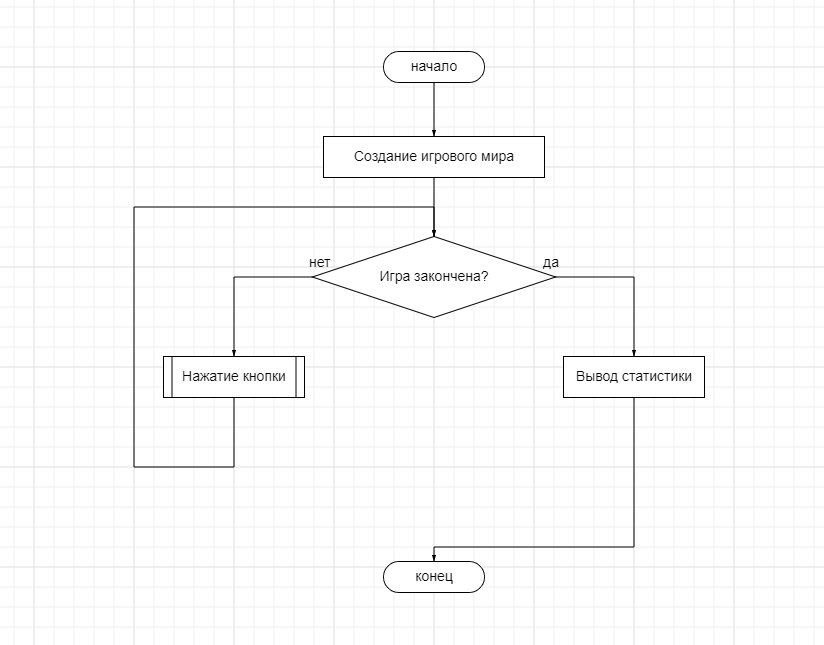 начало
Создание игрового мира
Игра закончена?
нет
да
Нажатие кнопки
Вывод статистики
конец